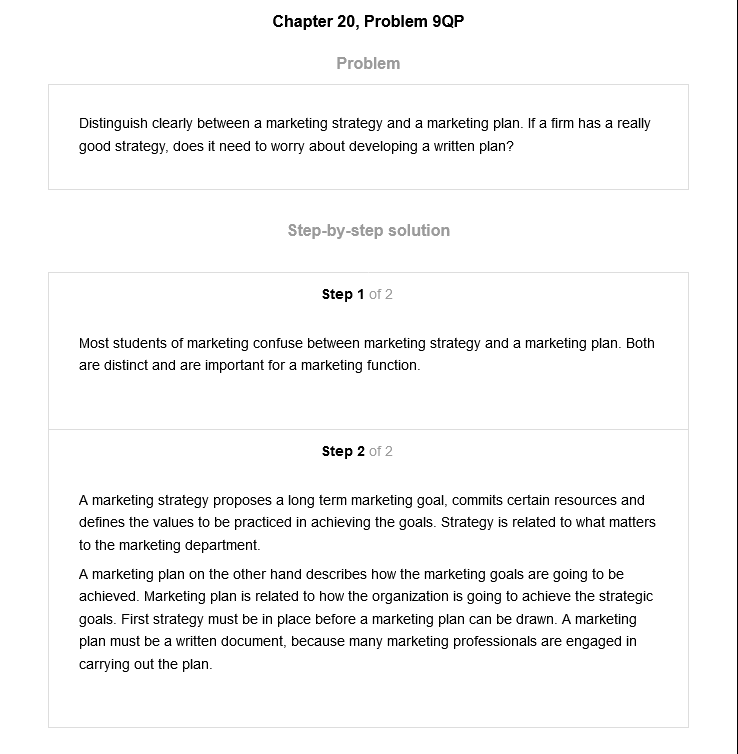 Chapter 20, Problem 9QP
Problem
Distinguish clearly between a marketing strategy and a marketing plan. If a firm has a really
good strategy, does it need to worry about developing a written plan?
Step-by-step solution
Step 1 of 2
Most students of marketing confuse between marketing strategy and a marketing plan. Both
are distinct and are important for a marketing function.
Step 2 of 2
A marketing strategy proposes a long term marketing goal, commits certain resources and
defines the values to be practiced in achieving the goals. Strategy is related to what matters
to the marketing department.
A marketing plan on the other hand describes how the marketing goals are going to be
achieved. Marketing plan is related to how the organization is going to achieve the strategic
goals. First strategy must be in place before a marketing plan can be drawn. A marketing
plan must be a written document, because many marketing professionals are engaged in
carrying out the plan.